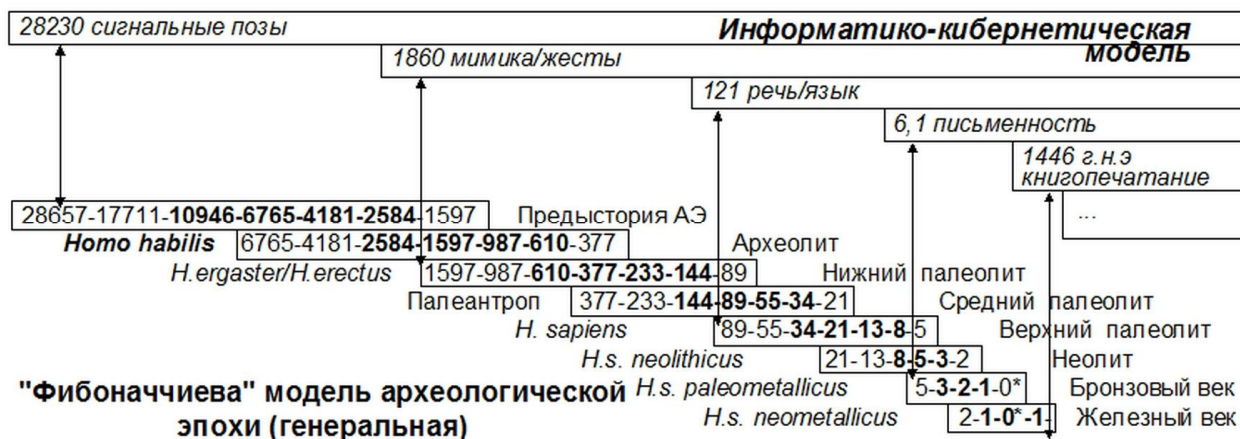 28230 сигнальные позы
Информатико-кибернетическая
модель
1860 мимика/жесты
121 речь/язык
6,1 письменность
1446 г.н.э
книгопечатание
...
28657-17711-10946-6765-4181-2584-1597 Предыстория АЭ
Homo habilis 6765-4181-2584-1597-987-610-377 Археолит
H.ergaster/H.erectus 1597-987-610-377-233-144-89 Нижний палеолит
Палеантроп 377-233-144-89-55-34-21 Средний палеолит
H. sapiens 89-55-34-21-13-8-5 Верхний палеолит
H.s. neolithicus 21-13-8-5-3-2 Неолит
"Фибоначчиева" модель археологической
эпохи (генеральная)
H.s. paleometallicus 5-3-2-1-0* Бронзовый век
H.s. neometallicus 2-1-0*-1- Железный век